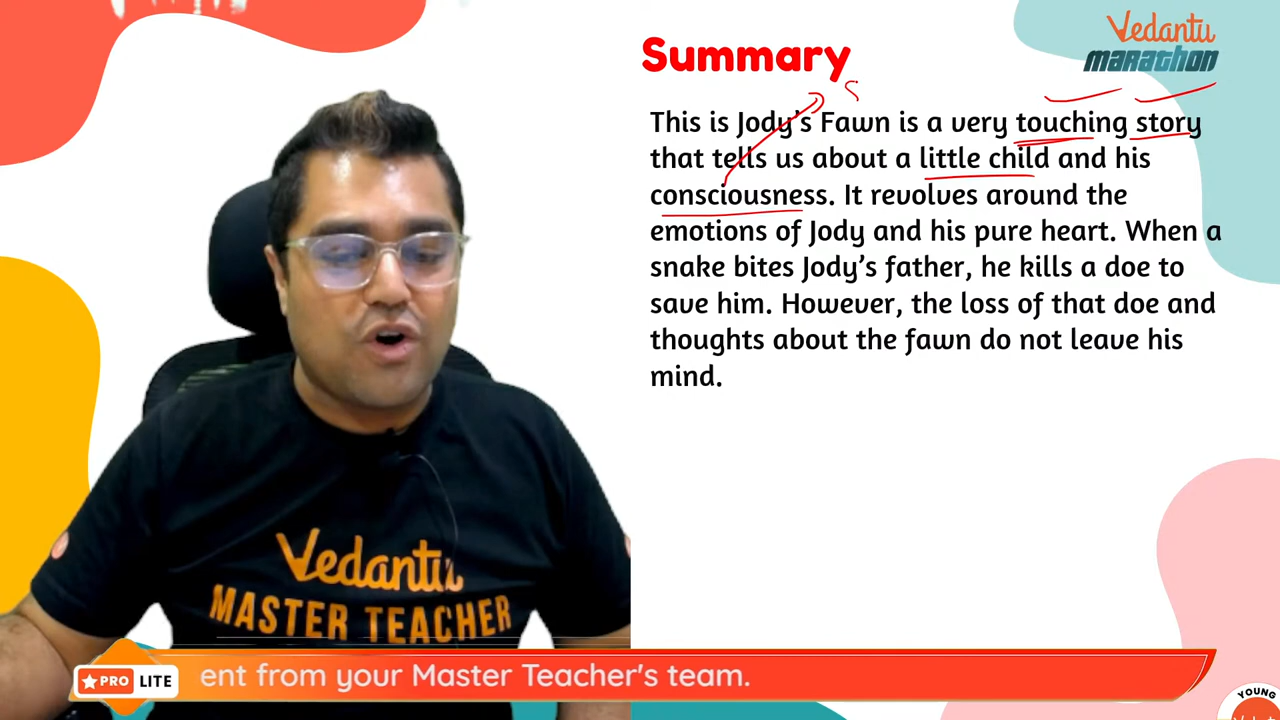 Vedantu
marathon
Summary
This is Jody's Fawn is a very touching story
that tells us about a little child and his
consciousness. It revolves around the
emotions of Jody and his pure heart. When a
snake bites Jody's father, he kills a doe to
save him. However, the loss of that doe and
thoughts about the fawn do not leave his
mind.
Vedantu
MASTER TEACHER
PRO LITE
ent from your Master Teacher's team.
YOUNG